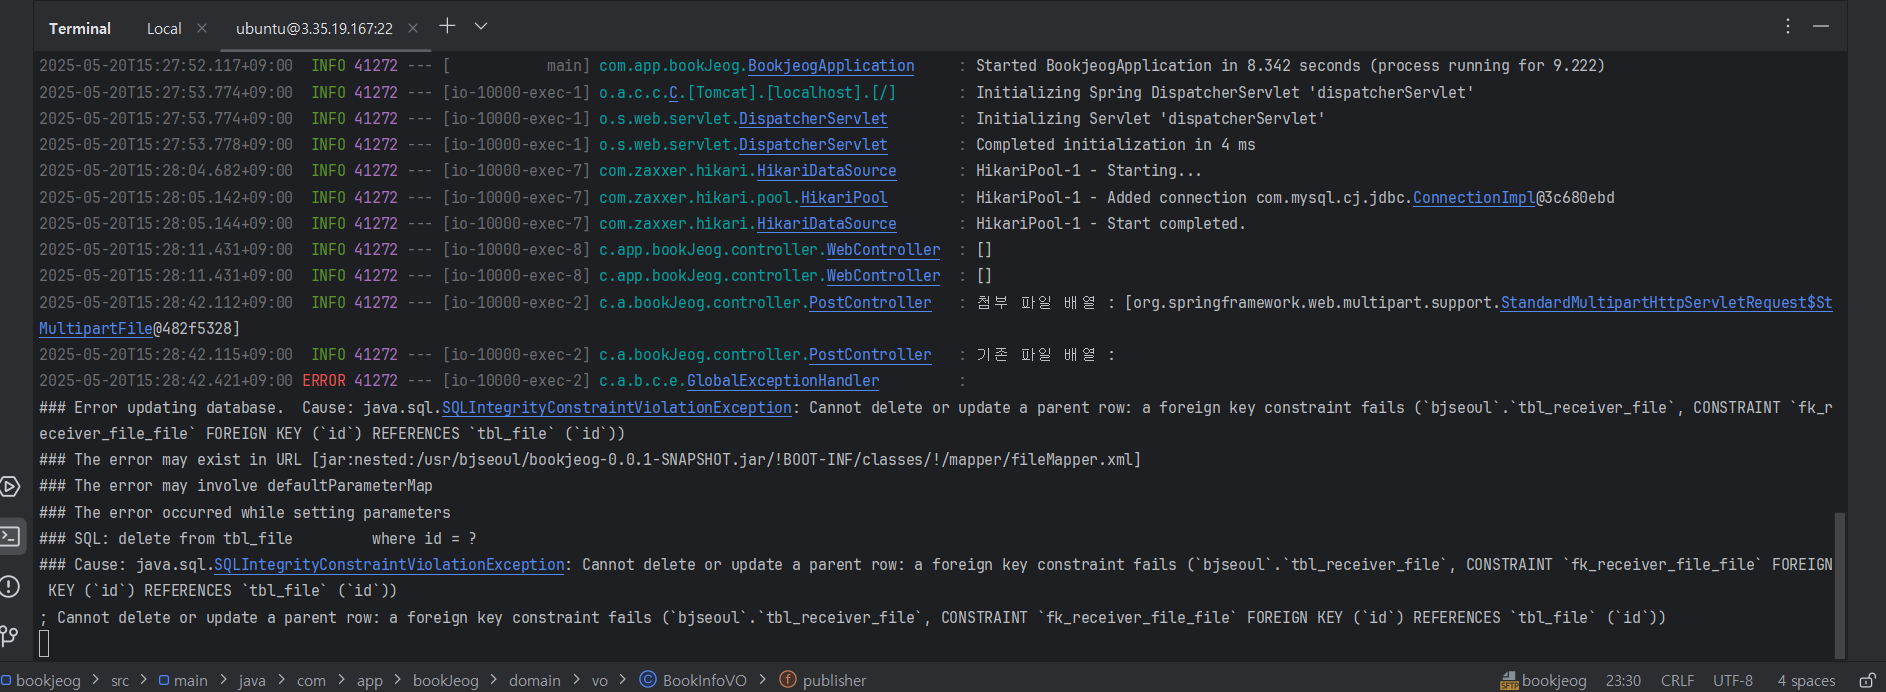 Terminal Local ubuntu@3.35.19.167:22
2025-05-20T15:27:52.117+09:00  INFO 41272 --- [           main] com.app.bookJeog.BookjeogApplication     : Started BookjeogApplication in 8.342 seconds (process running for 9.222)
2025-05-20T15:27:53.774+09:00  INFO 41272 --- [io-10000-exec-1] o.a.c.c.C.[Tomcat].[localhost].[/]       : Initializing Spring DispatcherServlet 'dispatcherServlet'
2025-05-20T15:27:53.774+09:00  INFO 41272 --- [io-10000-exec-1] o.s.web.servlet.DispatcherServlet        : Initializing Servlet 'dispatcherServlet'
2025-05-20T15:27:53.778+09:00  INFO 41272 --- [io-10000-exec-1] o.s.web.servlet.DispatcherServlet        : Completed initialization in 4 ms
2025-05-20T15:28:04.682+09:00  INFO 41272 --- [io-10000-exec-7] com.zaxxer.hikari.HikariDataSource       : HikariPool-1 - Starting...
2025-05-20T15:28:05.142+09:00  INFO 41272 --- [io-10000-exec-7] com.zaxxer.hikari.pool.HikariPool        : HikariPool-1 - Added connection com.mysql.cj.jdbc.ConnectionImpl@3c680ebd
2025-05-20T15:28:05.144+09:00  INFO 41272 --- [io-10000-exec-7] com.zaxxer.hikari.HikariDataSource       : HikariPool-1 - Start completed.
2025-05-20T15:28:11.431+09:00  INFO 41272 --- [io-10000-exec-8] c.app.bookJeog.controller.WebController  : []
2025-05-20T15:28:11.431+09:00  INFO 41272 --- [io-10000-exec-8] c.app.bookJeog.controller.WebController  : []
2025-05-20T15:28:42.112+09:00  INFO 41272 --- [io-10000-exec-2] c.a.bookJeog.controller.PostController   : 첨부 파일 배열 : [org.springframework.web.multipart.support.StandardMultipartHttpServletRequest$St
MultipartFile@482f5328]
2025-05-20T15:28:42.115+09:00  INFO 41272 --- [io-10000-exec-2] c.a.bookJeog.controller.PostController   : 기존 파일 배열 :
2025-05-20T15:28:42.421+09:00 ERROR 41272 --- [io-10000-exec-2] c.a.b.c.e.GlobalExceptionHandler         :
### Error updating database.  Cause: java.sql.SQLIntegrityConstraintViolationException: Cannot delete or update a parent row: a foreign key constraint fails (`bjseoul`.`tbl_receiver_file`, CONSTRAINT `fk_r
eceiver_file_file` FOREIGN KEY (`id`) REFERENCES `tbl_file` (`id`))
### The error may exist in URL [jar:nested:/usr/bjseoul/bookjeog-0.0.1-SNAPSHOT.jar/!BOOT-INF/classes/!/mapper/fileMapper.xml]
### The error may involve defaultParameterMap
### The error occurred while setting parameters
### SQL: delete from tbl_file         where id = ?
### Cause: java.sql.SQLIntegrityConstraintViolationException: Cannot delete or update a parent row: a foreign key constraint fails (`bjseoul`.`tbl_receiver_file`, CONSTRAINT `fk_receiver_file_file` FOREIGN
 KEY (`id`) REFERENCES `tbl_file` (`id`))
; Cannot delete or update a parent row: a foreign key constraint fails (`bjseoul`.`tbl_receiver_file`, CONSTRAINT `fk_receiver_file_file` FOREIGN KEY (`id`) REFERENCES `tbl_file` (`id`))
bookjeog > src > main > java > com > app > bookJeog > domain > vo > BookInfoVO > publisher SFTP bookjeog 23:30 CRLF UTF-8 4 spaces